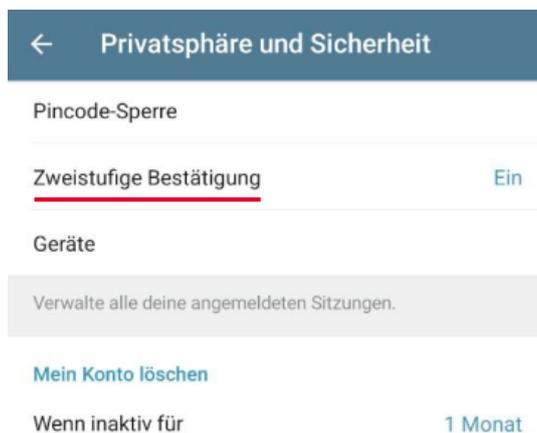 Privatsphäre und Sicherheit
Pincode-Sperre
Zweistufige Bestätigung Ein
Geräte
Verwalte alle deine angemeldeten Sitzungen.
Mein Konto löschen
Wenn inaktiv für 1 Monat